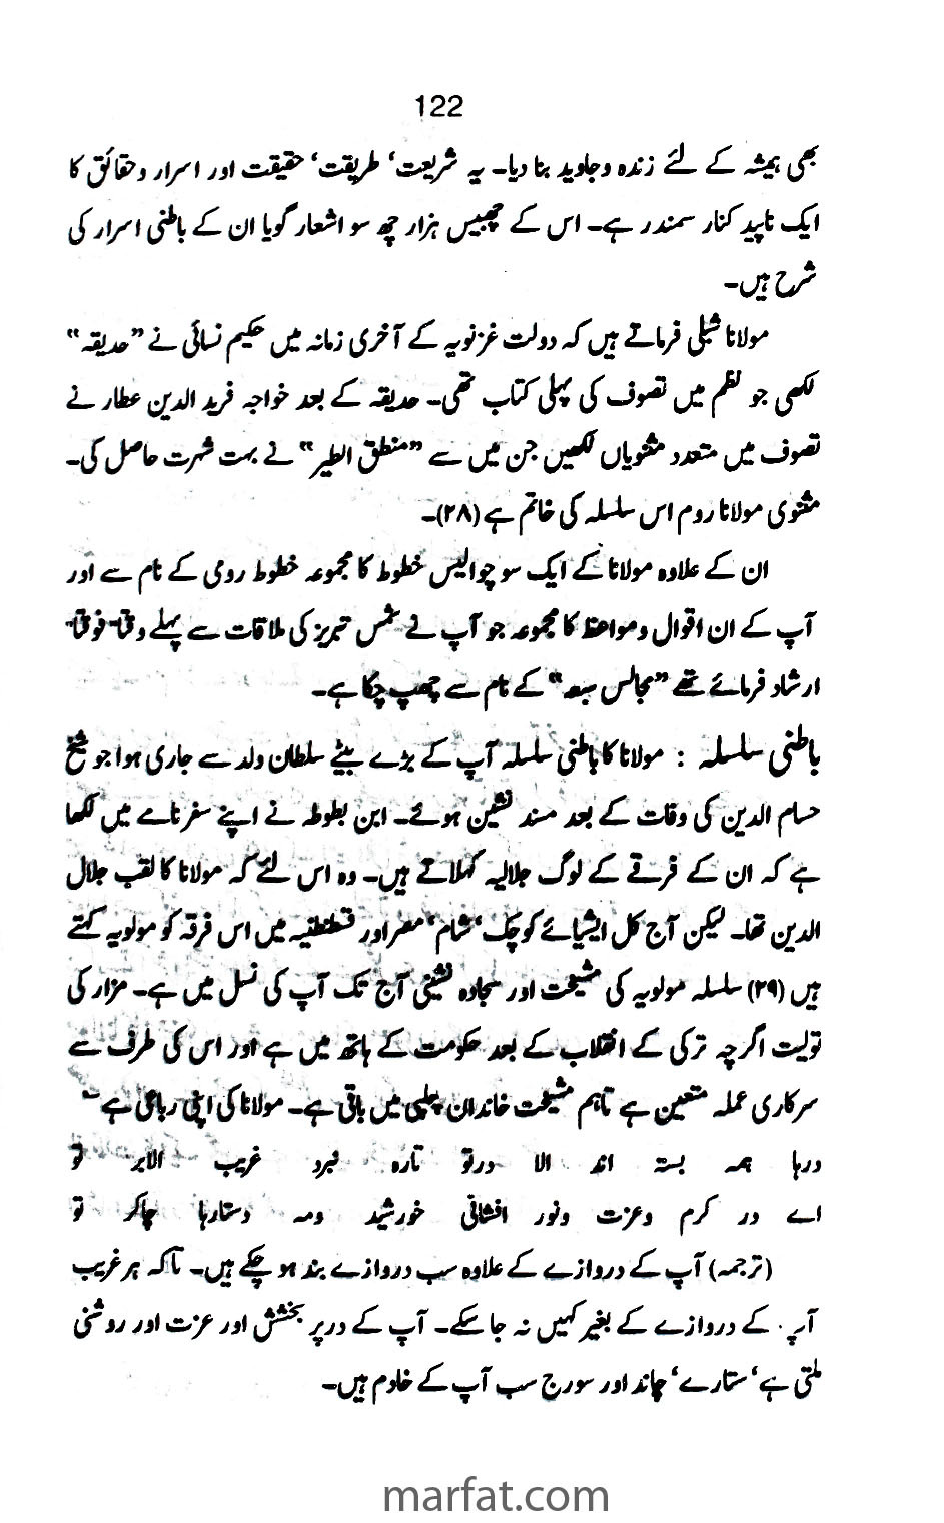 122
بھی ہمیشہ کے لئے زندہ وجاوید بنا دیا۔ یہ شریعت‘ طریقت‘ حقیقت اور اسرار وحقائق کا
ایک ناپید کنار سمندر ہے۔ اس کے چھبیس ہزار چھ سو اشعار گویا ان کے باطنی اسرار کی
شرح ہیں۔
مولانا شبلی فرماتے ہیں کہ دولت غزنویہ کے آخری زمانہ میں حکیم نسائی نے ”حدیقہ“
لکھی جو نظم میں تصوف کی پہلی کتاب تھی۔ حدیقہ کے بعد خواجہ فرید الدین عطار نے
تصوف میں متعدد مثنویاں لکھیں جن میں سے ”منطق الطیر“ نے بہت شہرت حاصل کی۔
مثنوی مولانا روم اس سلسلہ کی خاتم ہے (۲۸)۔
ان کے علاوہ مولانا کے ایک سو چوالیس خطوط کا مجموعہ خطوط رومی کے نام سے اور
آپ کے ان اقوال ومواعظ کا مجموعہ جو آپ نے شمس تبریز کی ملاقات سے پہلے وقتا“ فوقتا“
ارشاد فرمائے تھے ”مجالس سبعہ“ کے نام سے چھپ چکا ہے۔
باطنی سلسلہ : مولانا کا باطنی سلسلہ آپ کے بڑے بیٹے سلطان ولد سے جاری ہوا جو شیخ
حسام الدین کی وفات کے بعد مسند نشین ہوئے۔ ابن بطوطہ نے اپنے سفر نامے میں لکھا
ہے کہ ان کے فرقے کے لوگ جلالیہ کہلاتے ہیں۔ وہ اس لئے کہ مولانا کا لقب جلال
الدین تھا۔ لیکن آج کل ایشیائے کوچک‘ شام‘ مصر اور قسطنطنیہ میں اس فرقہ کو مولویہ کہتے
ہیں (۲۹) سلسلہ مولویہ کی مشیخت اور سجادہ نشینی آج تک آپ کی نسل میں ہے۔ مزار کی
تولیت اگرچہ ترکی کے انقلاب کے بعد حکومت کے ہاتھ میں ہے اور اس کی طرف سے
سرکاری عملہ متعین ہے تاہم مشیخت خاندان چلپی میں باقی ہے۔ مولانا کی اپنی رباعی ہے
درہا ہمہ بستہ اند الا درتو تارہ نبرد غریب الابر تو
اے در کرم وعزت ونور افشانی خورشید ومہ وستارہا چاکر تو
(ترجمہ) آپ کے دروازے کے علاوہ سب دروازے بند ہو چکے ہیں۔ تاکہ ہر غریب
آپ کے دروازے کے بغیر کہیں نہ جا سکے۔ آپ کے درپر بخشش اور عزت اور روشنی
ملتی ہے‘ ستارے‘ چاند اور سورج سب آپ کے خادم ہیں۔
marfat.com